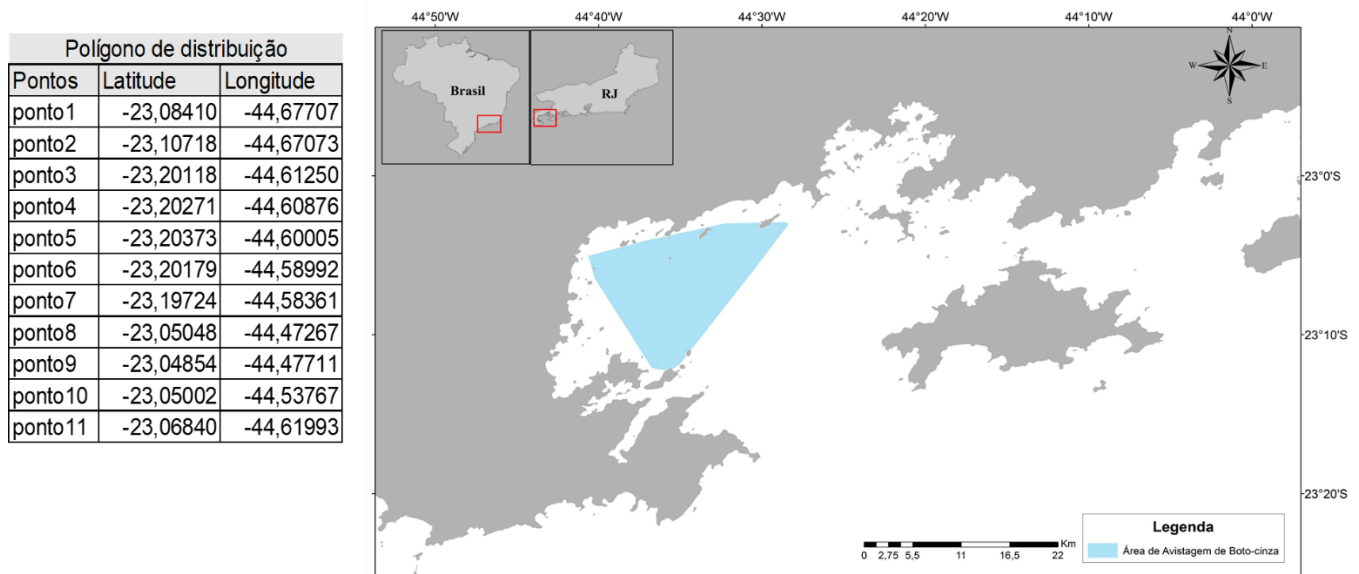 Polígono de distribuição
Pontos Latitude Longitude
ponto1 -23,08410 -44,67707
ponto2 -23,10718 -44,67073
ponto3 -23,20118 -44,61250
ponto4 -23,20271 -44,60876
ponto5 -23,20373 -44,60005
ponto6 -23,20179 -44,58992
ponto7 -23,19724 -44,58361
ponto8 -23,05048 -44,47267
ponto9 -23,04854 -44,47711
ponto10 -23,05002 -44,53767
ponto11 -23,06840 -44,61993
44°50'W 44°40'W 44°30'W 44°20'W 44°10'W 44°0'W
Brasil
RJ
N
W E
S
23°0'S
23°10'S
23°20'S
Km
0 2,75 5,5 11 16,5 22
Legenda
Área de Avistagem de Boto-cinza